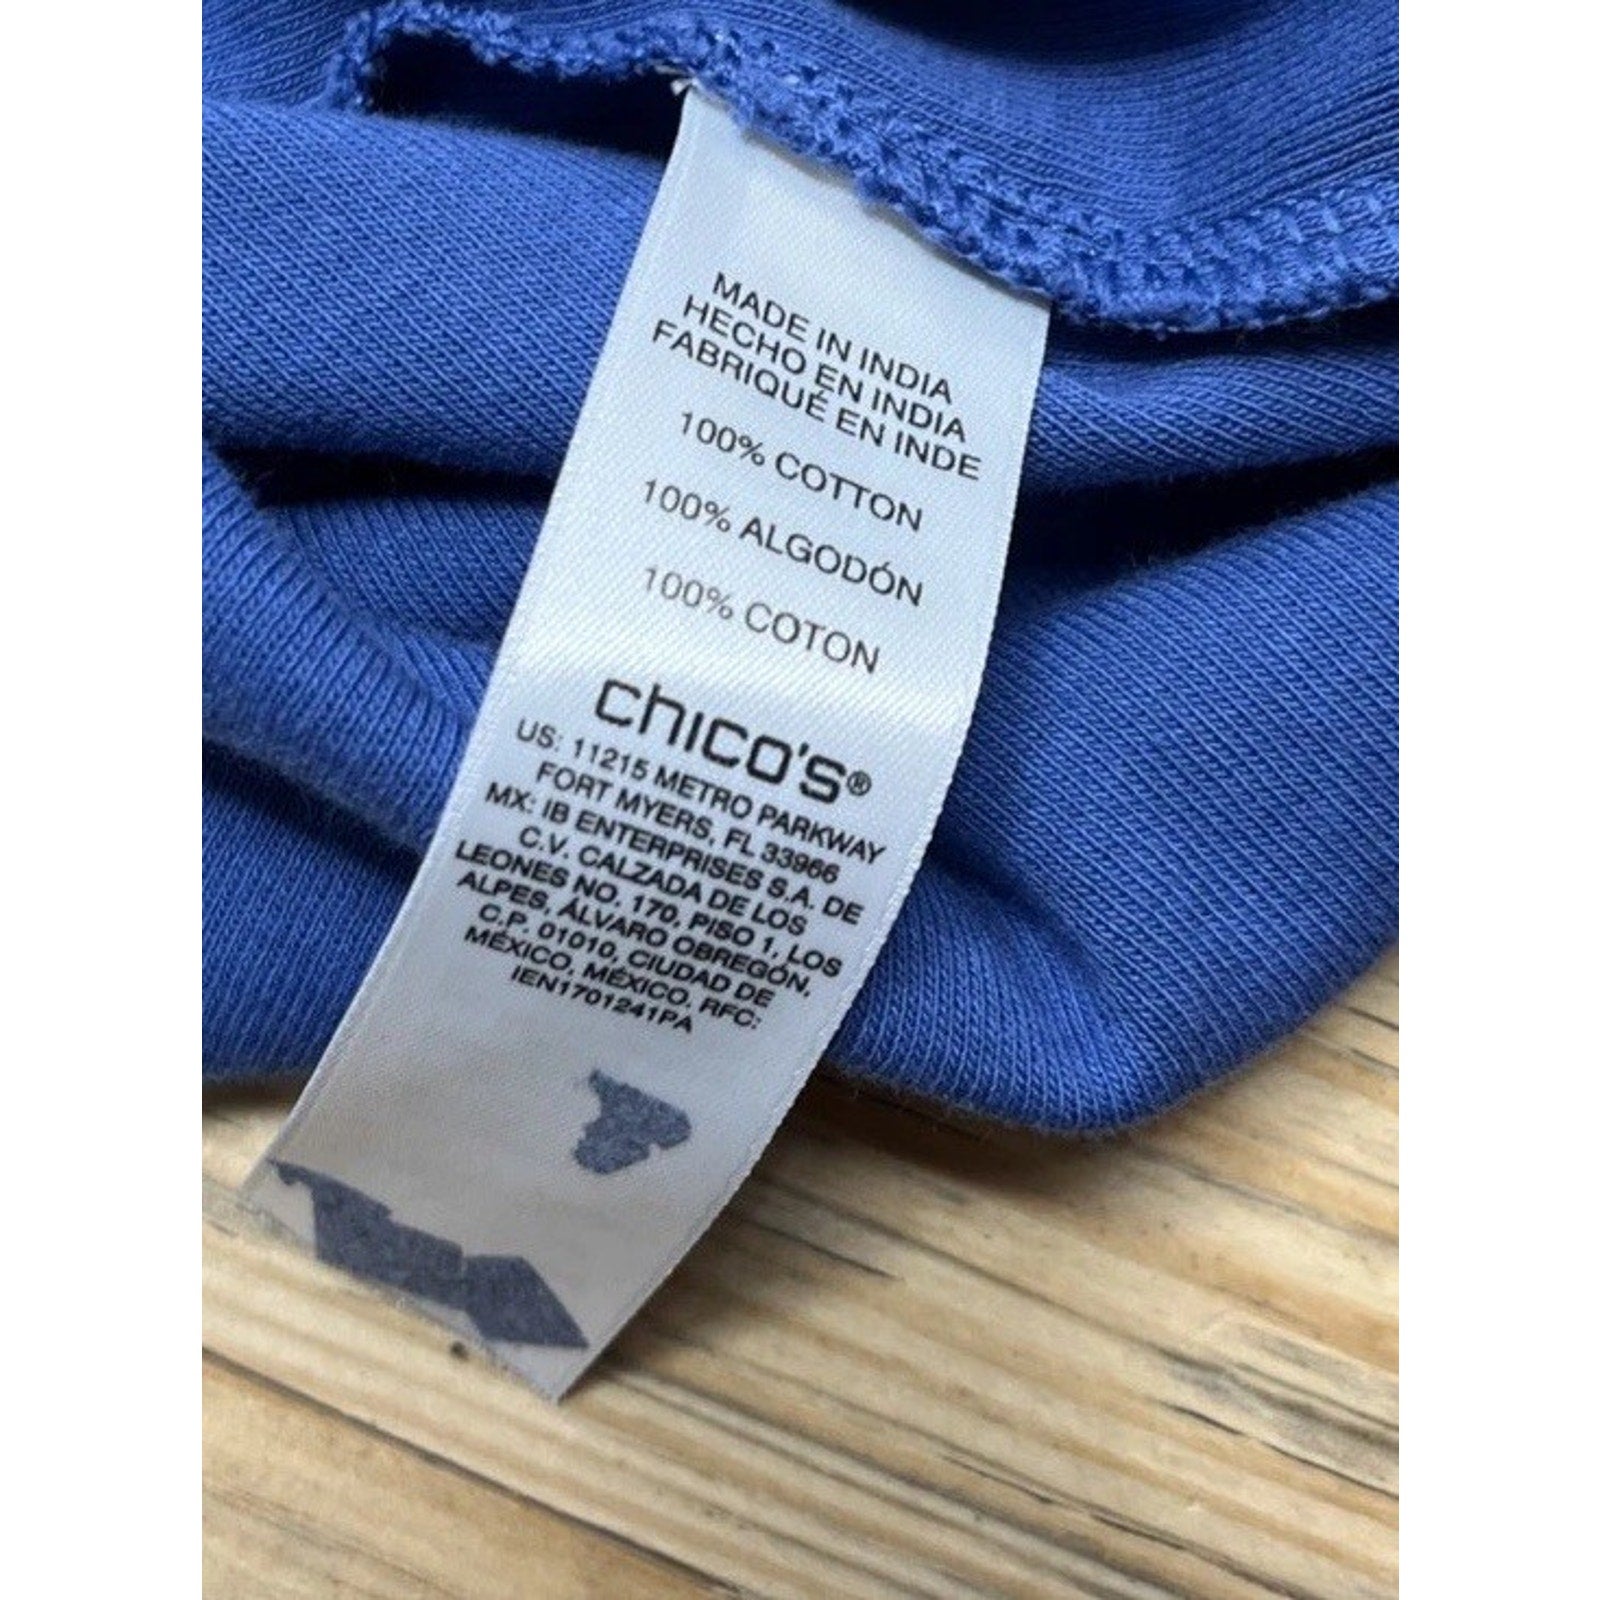 MADE IN INDIA
HECHO EN INDIA
FABRIQUÉ EN INDE
100% COTTON
100% ALGODÓN
100% COTON
chico's®
US: 11215 METRO PARKWAY
FORT MYERS, FL 33966
MX: IB ENTERPRISES S.A. DE
C.V. CALZADA DE LOS
LEONES NO. 170, PISO 1, LOS
ALPES, ÁLVARO OBREGÓN,
C.P. 01010, CIUDAD DE
MÉXICO, MÉXICO, RFC:
IEN1701241PA